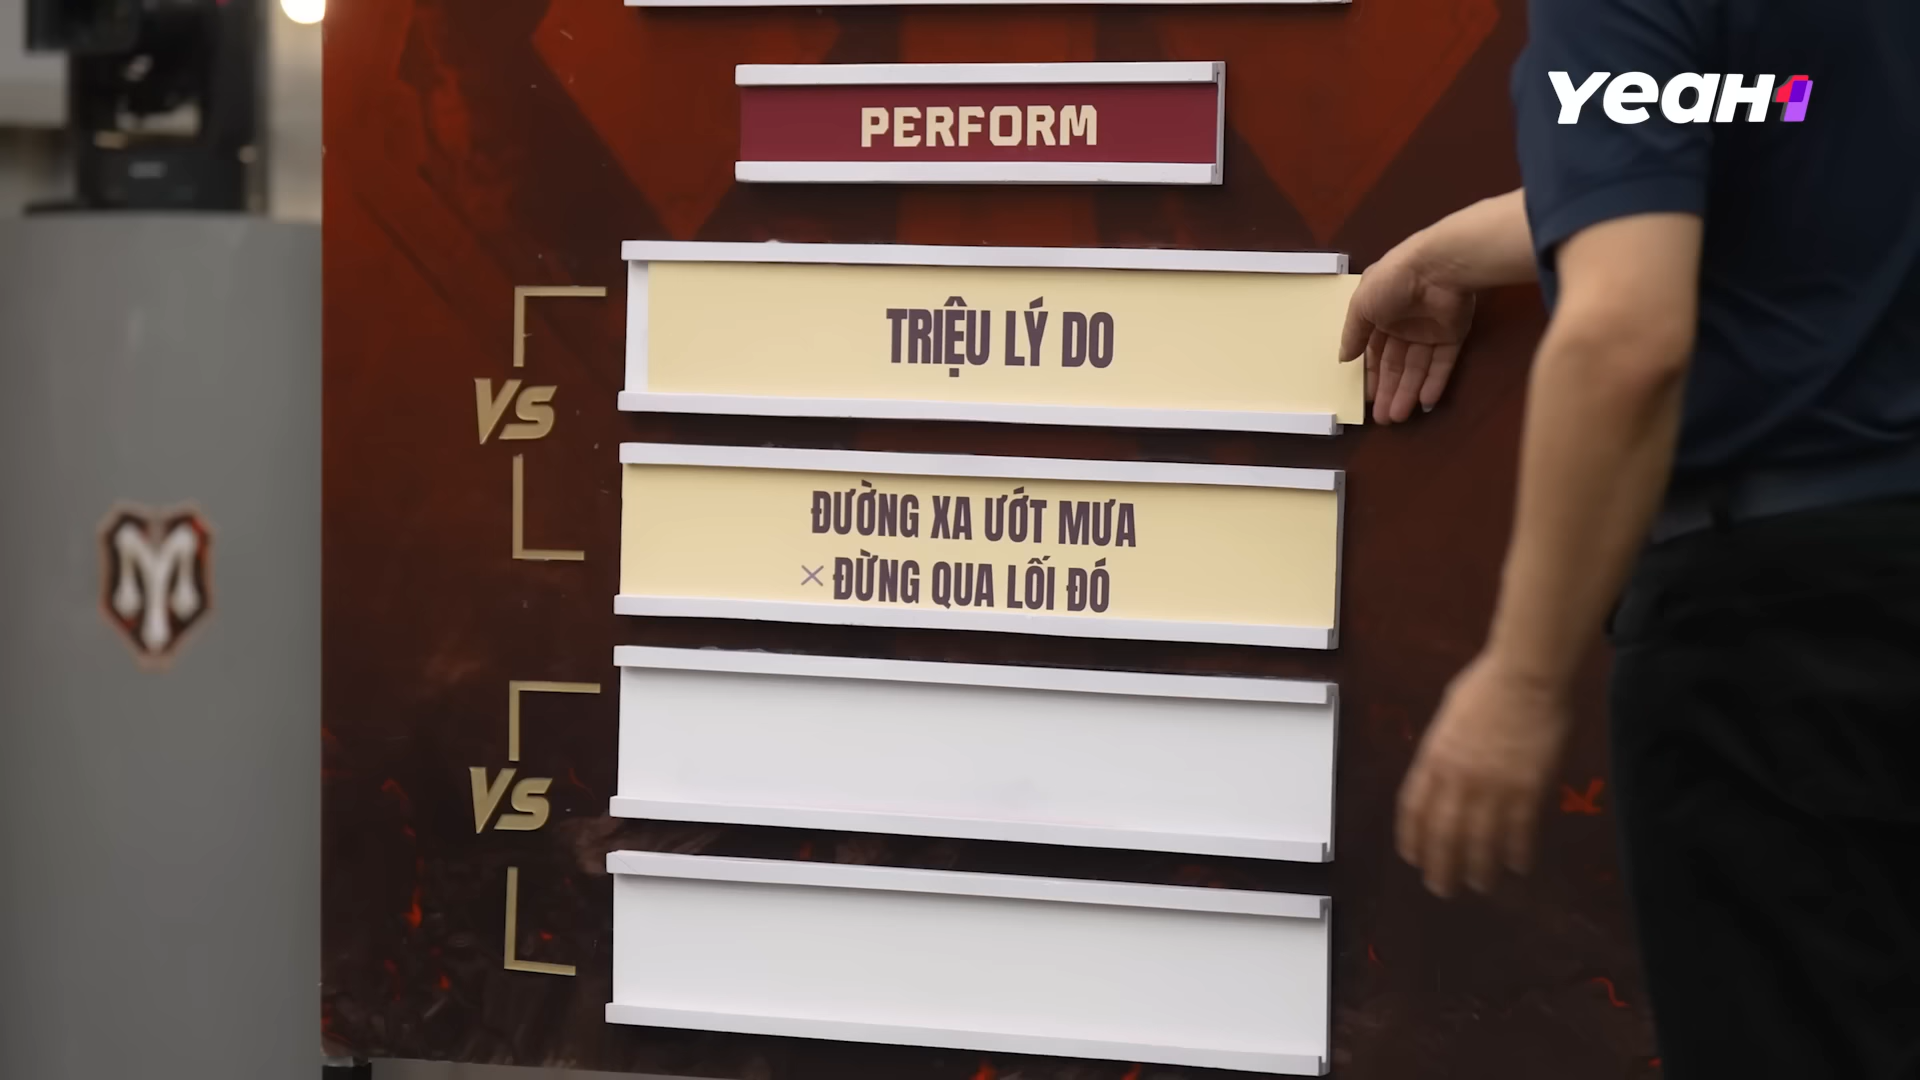 YEAH1
PERFORM
TRIỆU LÝ DO
VS
ĐƯỜNG XA ƯỚT MƯA
× ĐỪNG QUA LỐI ĐÓ
VS